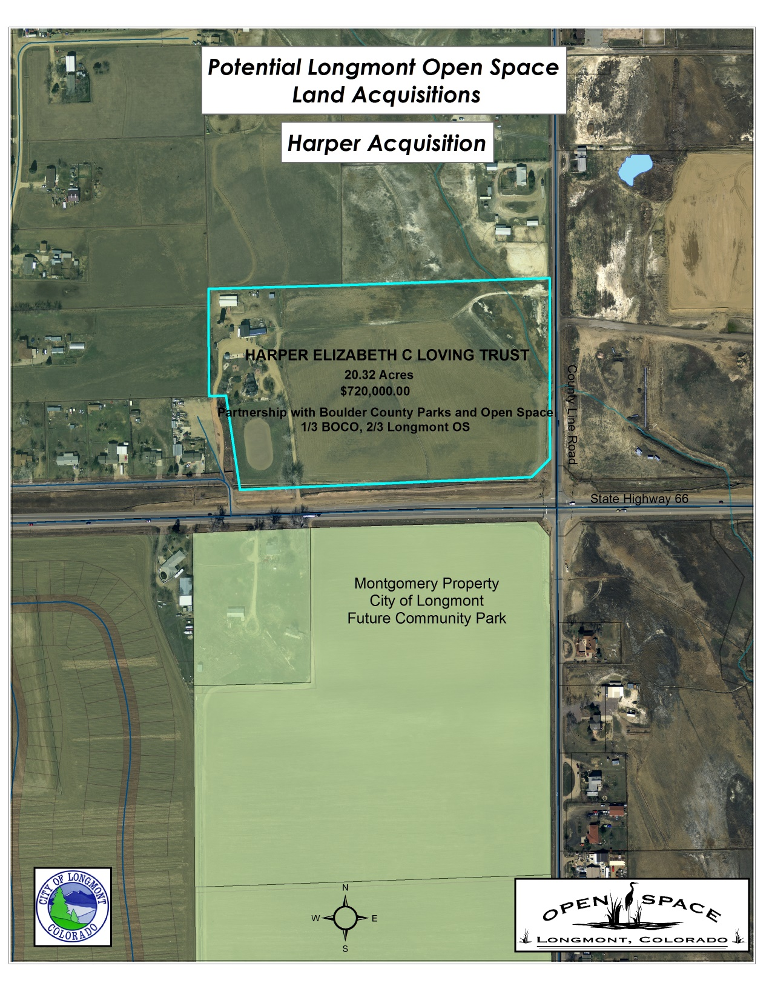 Potential Longmont Open Space
Land Acquisitions
Harper Acquisition
HARPER ELIZABETH C LOVING TRUST
20.32 Acres
$720,000.00
Partnership with Boulder County Parks and Open Space
1/3 BOCO, 2/3 Longmont OS
County Line Road
State Highway 66
Montgomery Property
City of Longmont
Future Community Park
N
W E
S
CITY OF LONGMONT
COLORADO
OPEN SPACE
LONGMONT, COLORADO